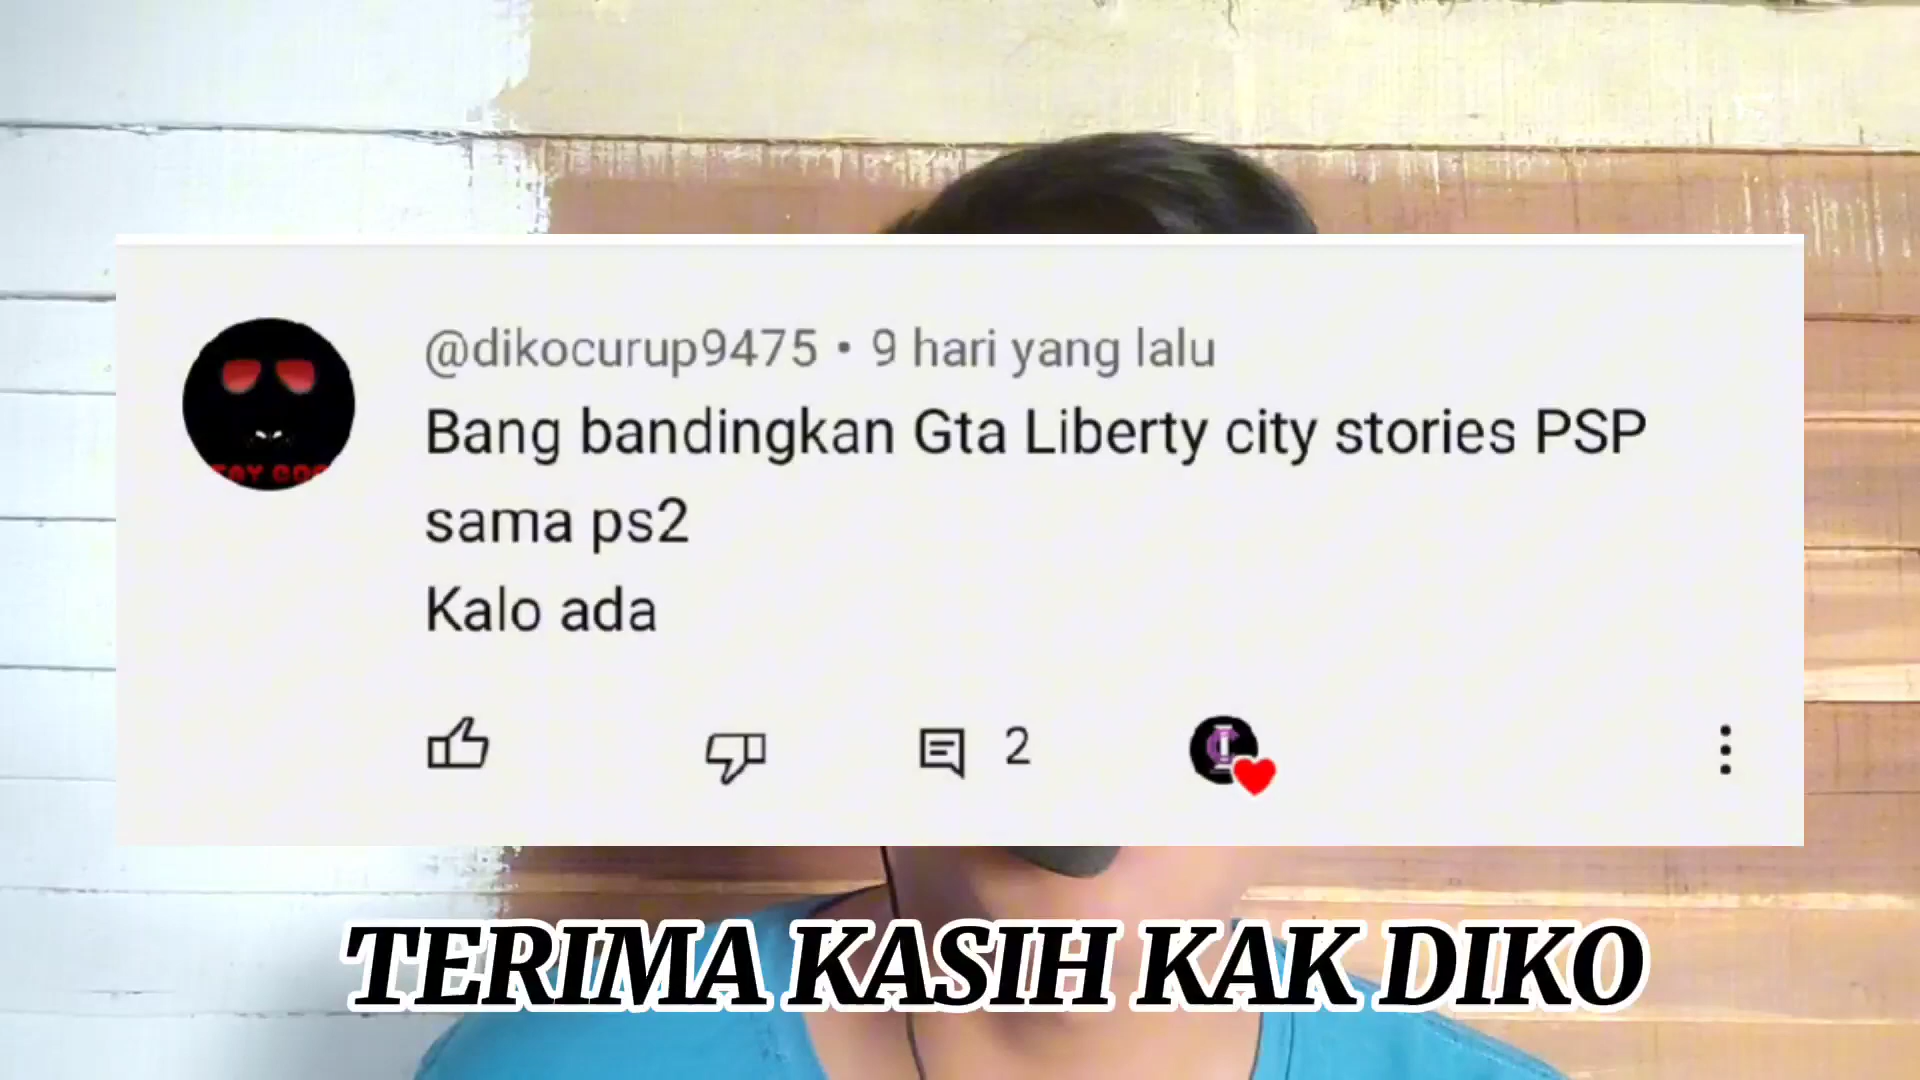 @dikocurup9475 • 9 hari yang lalu
Bang bandingkan Gta Liberty city stories PSP
sama ps2
Kalo ada
2
TERIMA KASIH KAK DIKO